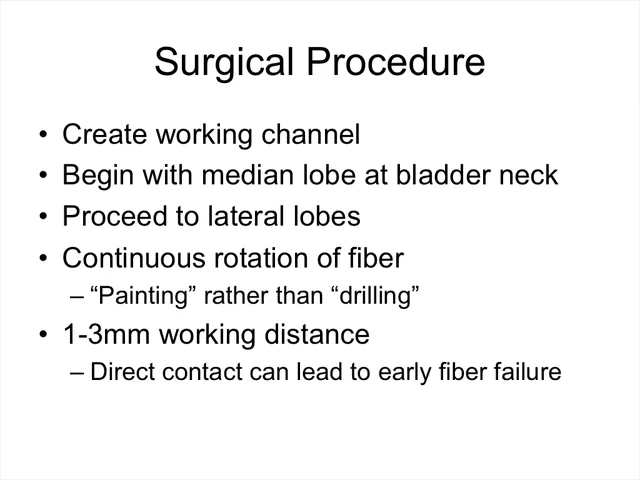 Surgical Procedure
• Create working channel
• Begin with median lobe at bladder neck
• Proceed to lateral lobes
• Continuous rotation of fiber
– “Painting” rather than “drilling”
• 1-3mm working distance
– Direct contact can lead to early fiber failure